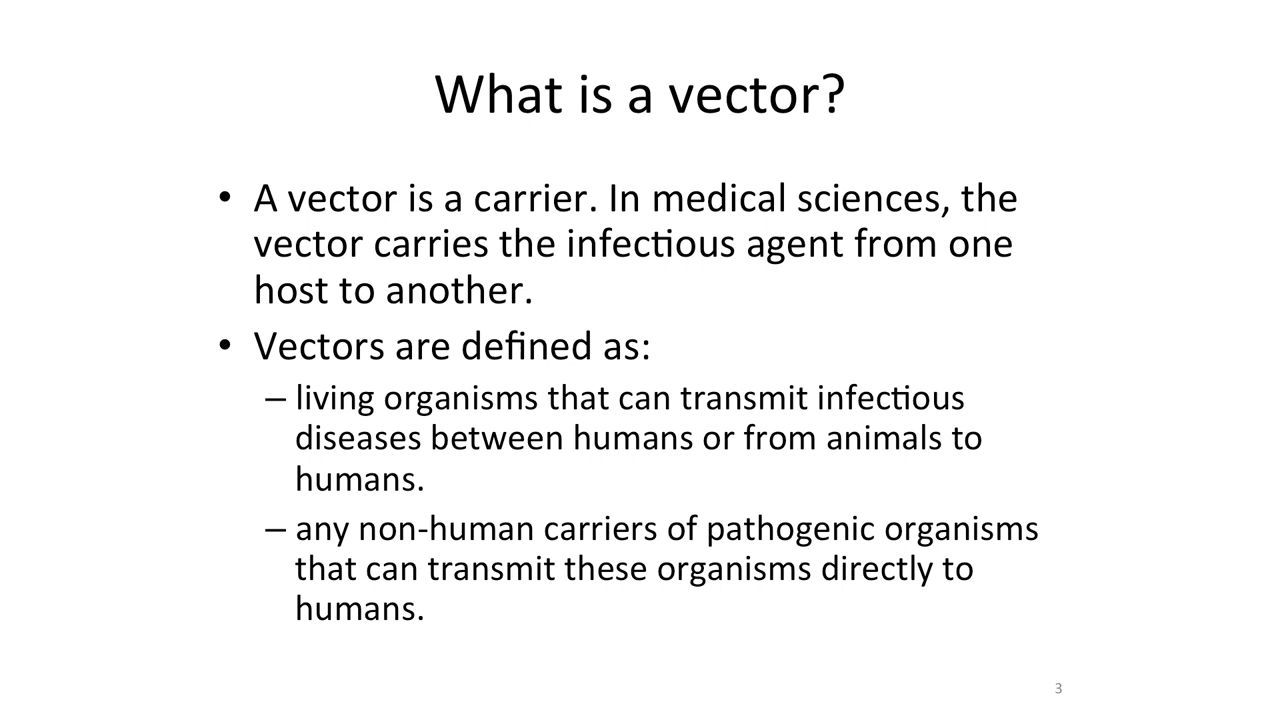 What is a vector?
• A vector is a carrier. In medical sciences, the
vector carries the infectious agent from one
host to another.
• Vectors are defined as:
– living organisms that can transmit infectious
diseases between humans or from animals to
humans.
– any non-human carriers of pathogenic organisms
that can transmit these organisms directly to
humans.
3